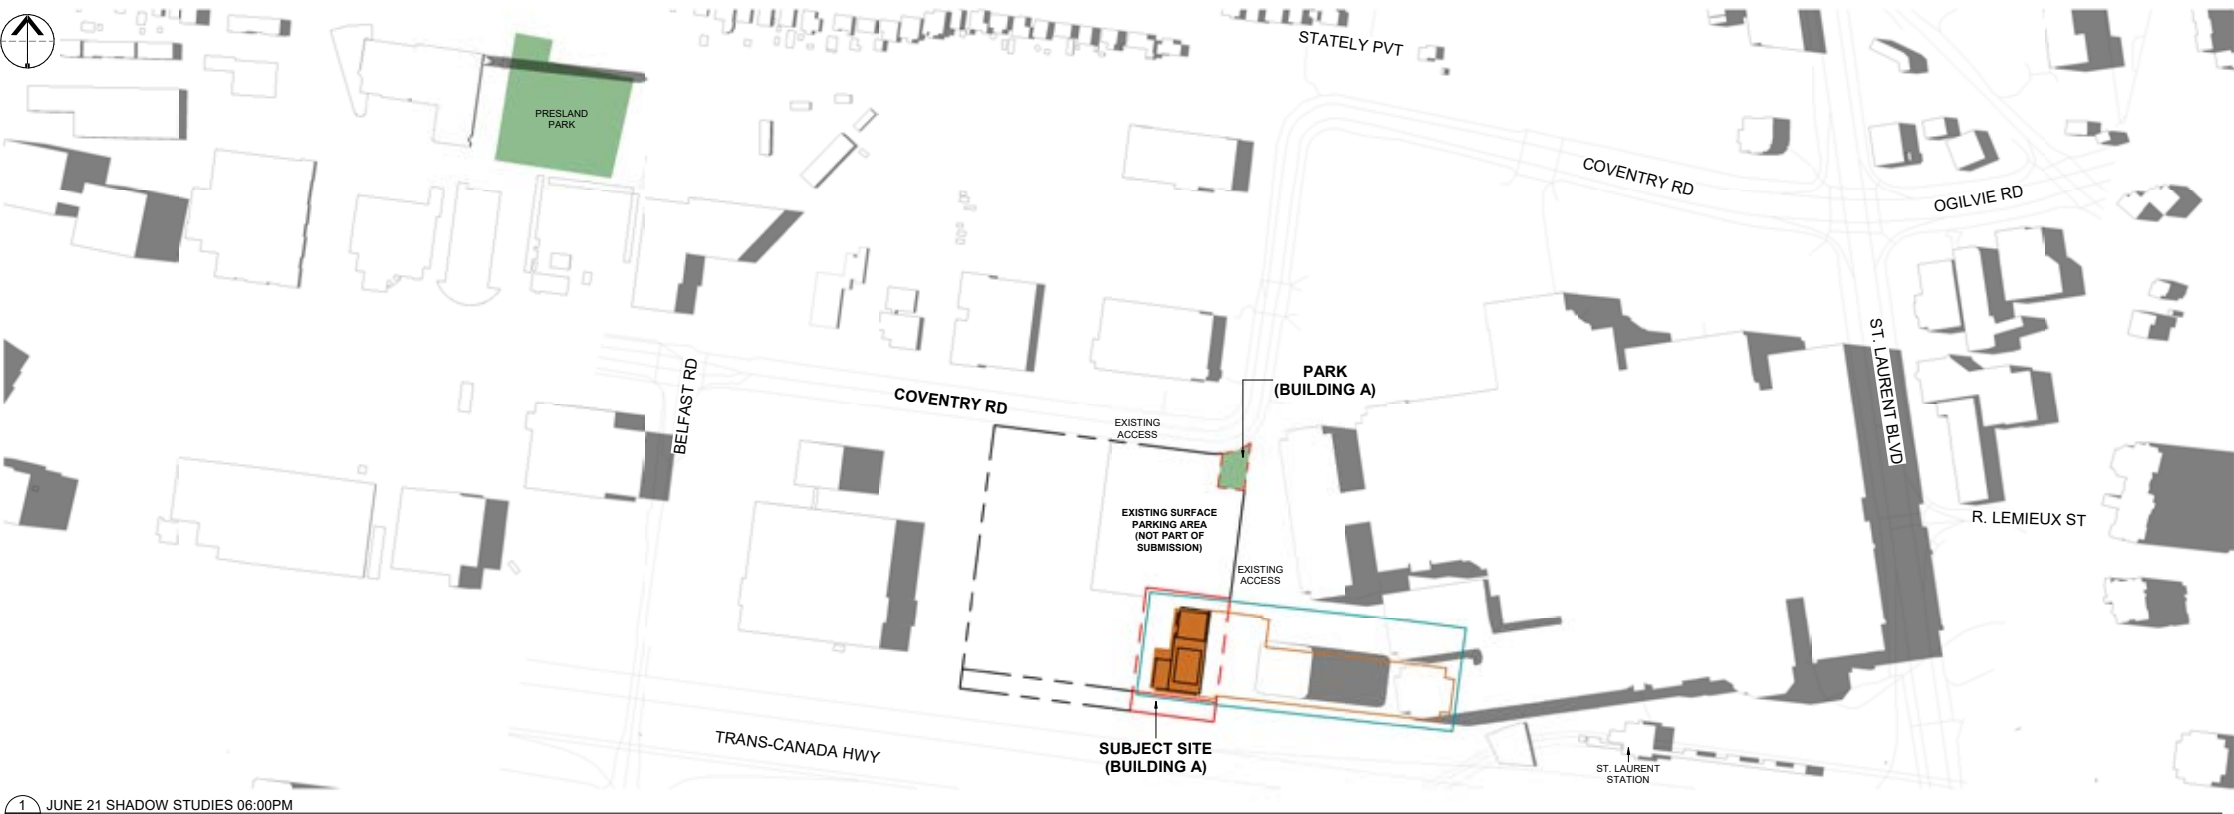 STATELY PVT
PRESLAND
PARK
COVENTRY RD
OGILVIE RD
ST. LAURENT BLVD
BELFAST RD
PARK
(BUILDING A)
COVENTRY RD
EXISTING
ACCESS
EXISTING SURFACE
PARKING AREA
(NOT PART OF
SUBMISSION)
R. LEMIEUX ST
EXISTING
ACCESS
TRANS-CANADA HWY
SUBJECT SITE
(BUILDING A)
ST. LAURENT
STATION
1 JUNE 21 SHADOW STUDIES 06:00PM